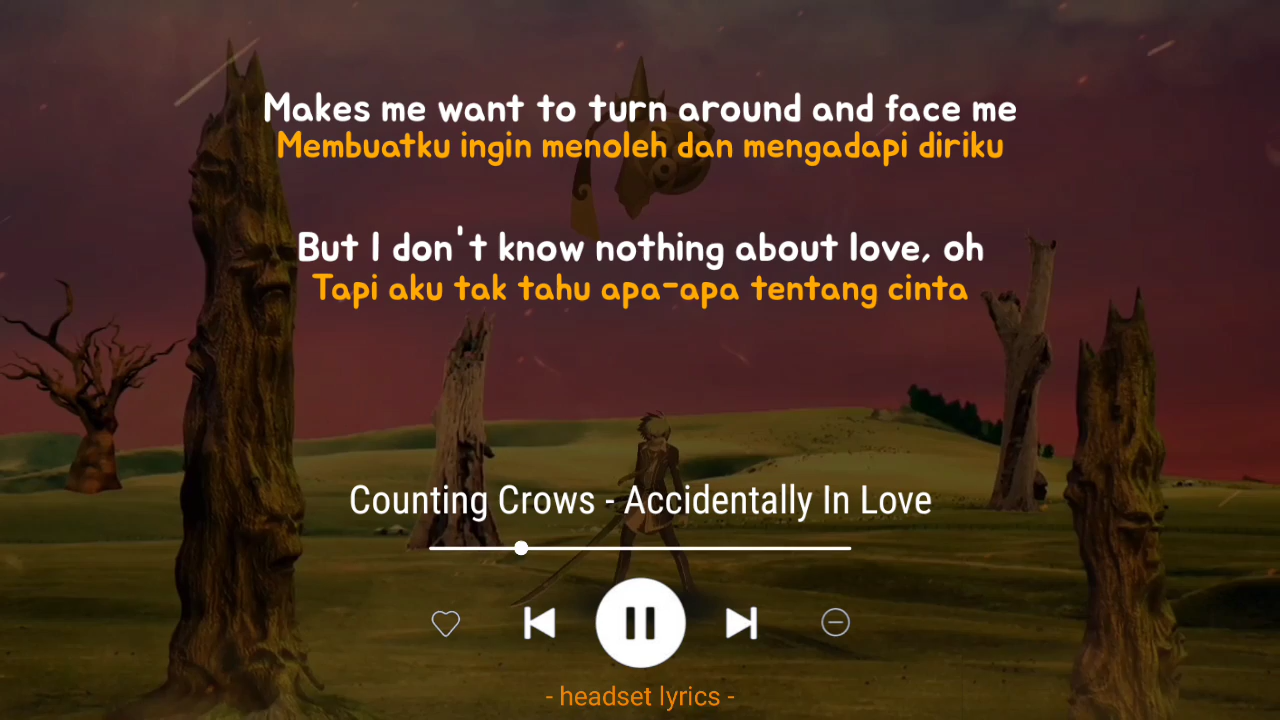 Makes me want to turn around and face me
Membuatku ingin menoleh dan mengadapi diriku
But I don't know nothing about love, oh
Tapi aku tak tahu apa-apa tentang cinta
Counting Crows - Accidentally In Love
- headset lyrics -